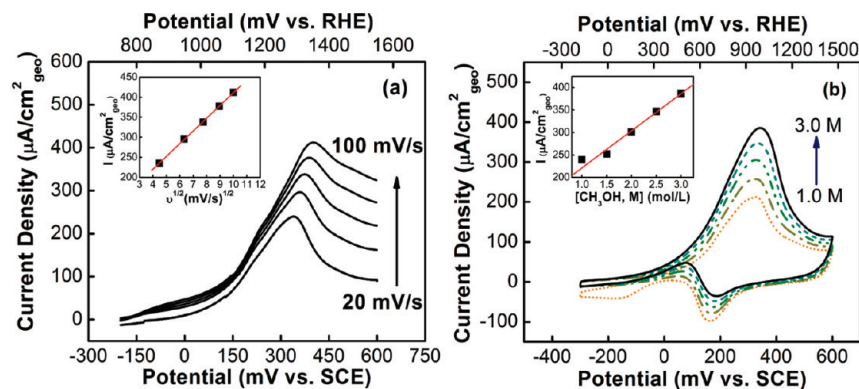 Potential (mV vs. RHE)
800 1000 1200 1400 1600
(a)
Current Density (μA/cm²geo)
600
500
400
300
200
100
0
I (μA/cm²geo)
450
400
350
300
250
200
3 4 5 6 7 8 9 10 11 12
υ^1/2(mV/s)^1/2
100 mV/s
20 mV/s
-300 -150 0 150 300 450 600 750
Potential (mV vs. SCE)
Potential (mV vs. RHE)
-300 0 300 600 900 1200 1500
(b)
Current Density (μA/cm²geo)
500
400
300
200
100
0
-100
I (μA/cm²geo)
400
350
300
250
200
1.0 1.5 2.0 2.5 3.0
[CH₃OH, M] (mol/L)
3.0 M
1.0 M
-400 -200 0 200 400 600
Potential (mV vs. SCE)